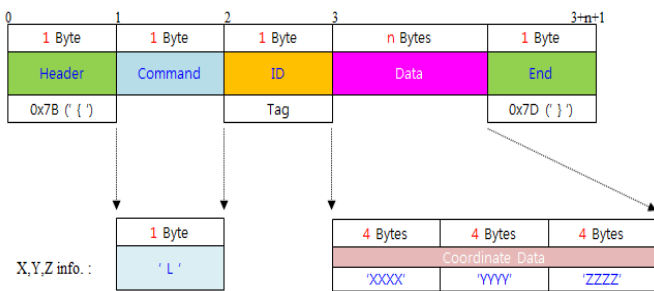 0 1 2 3 3+n+1
1 Byte 1 Byte 1 Byte n Bytes 1 Byte
Header Command ID Data End
0x7B (' { ') Tag 0x7D (' } ')
1 Byte 4 Bytes 4 Bytes 4 Bytes
Coordinate Data
X,Y,Z info. : ' L ' 'XXXX' 'YYYY' 'ZZZZ'